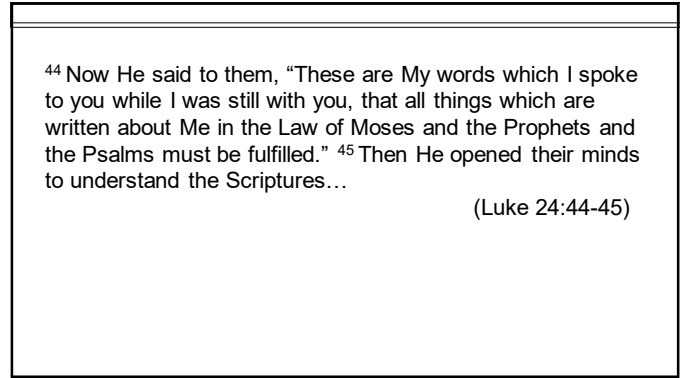 44 Now He said to them, “These are My words which I spoke
to you while I was still with you, that all things which are
written about Me in the Law of Moses and the Prophets and
the Psalms must be fulfilled.” 45 Then He opened their minds
to understand the Scriptures…
(Luke 24:44-45)